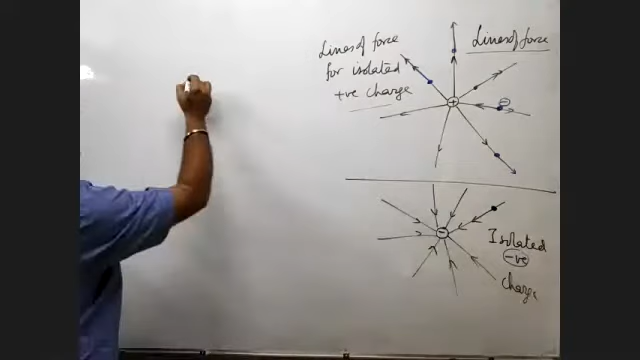 Lines of force
Lines of force
for isolated
+ve charge
+
-
-
Isolated
-ve
charge